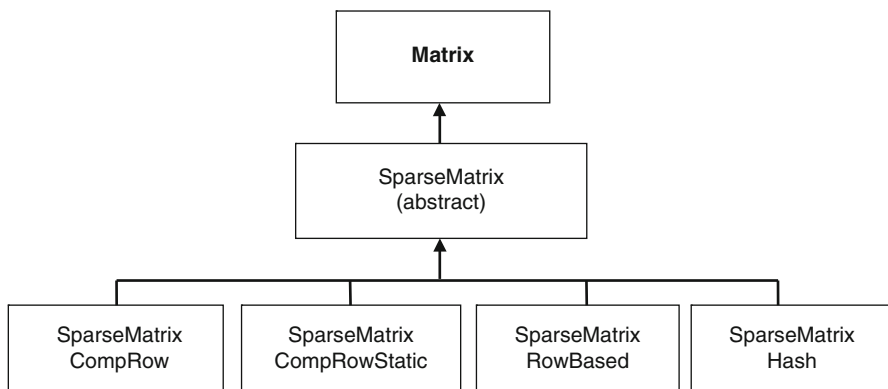 Matrix
SparseMatrix
(abstract)
SparseMatrix
CompRow
SparseMatrix
CompRowStatic
SparseMatrix
RowBased
SparseMatrix
Hash